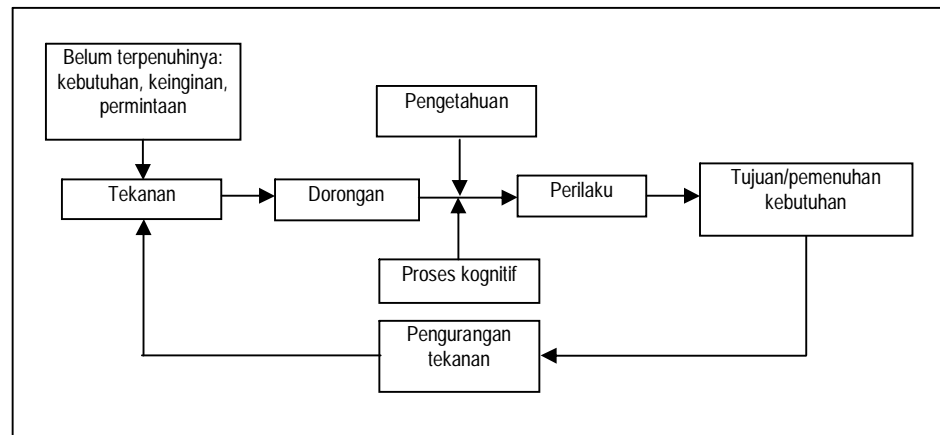 Belum terpenuhinya:
kebutuhan, keinginan,
permintaan
Pengetahuan
Tekanan
Dorongan
Perilaku
Tujuan/pemenuhan
kebutuhan
Proses kognitif
Pengurangan
tekanan